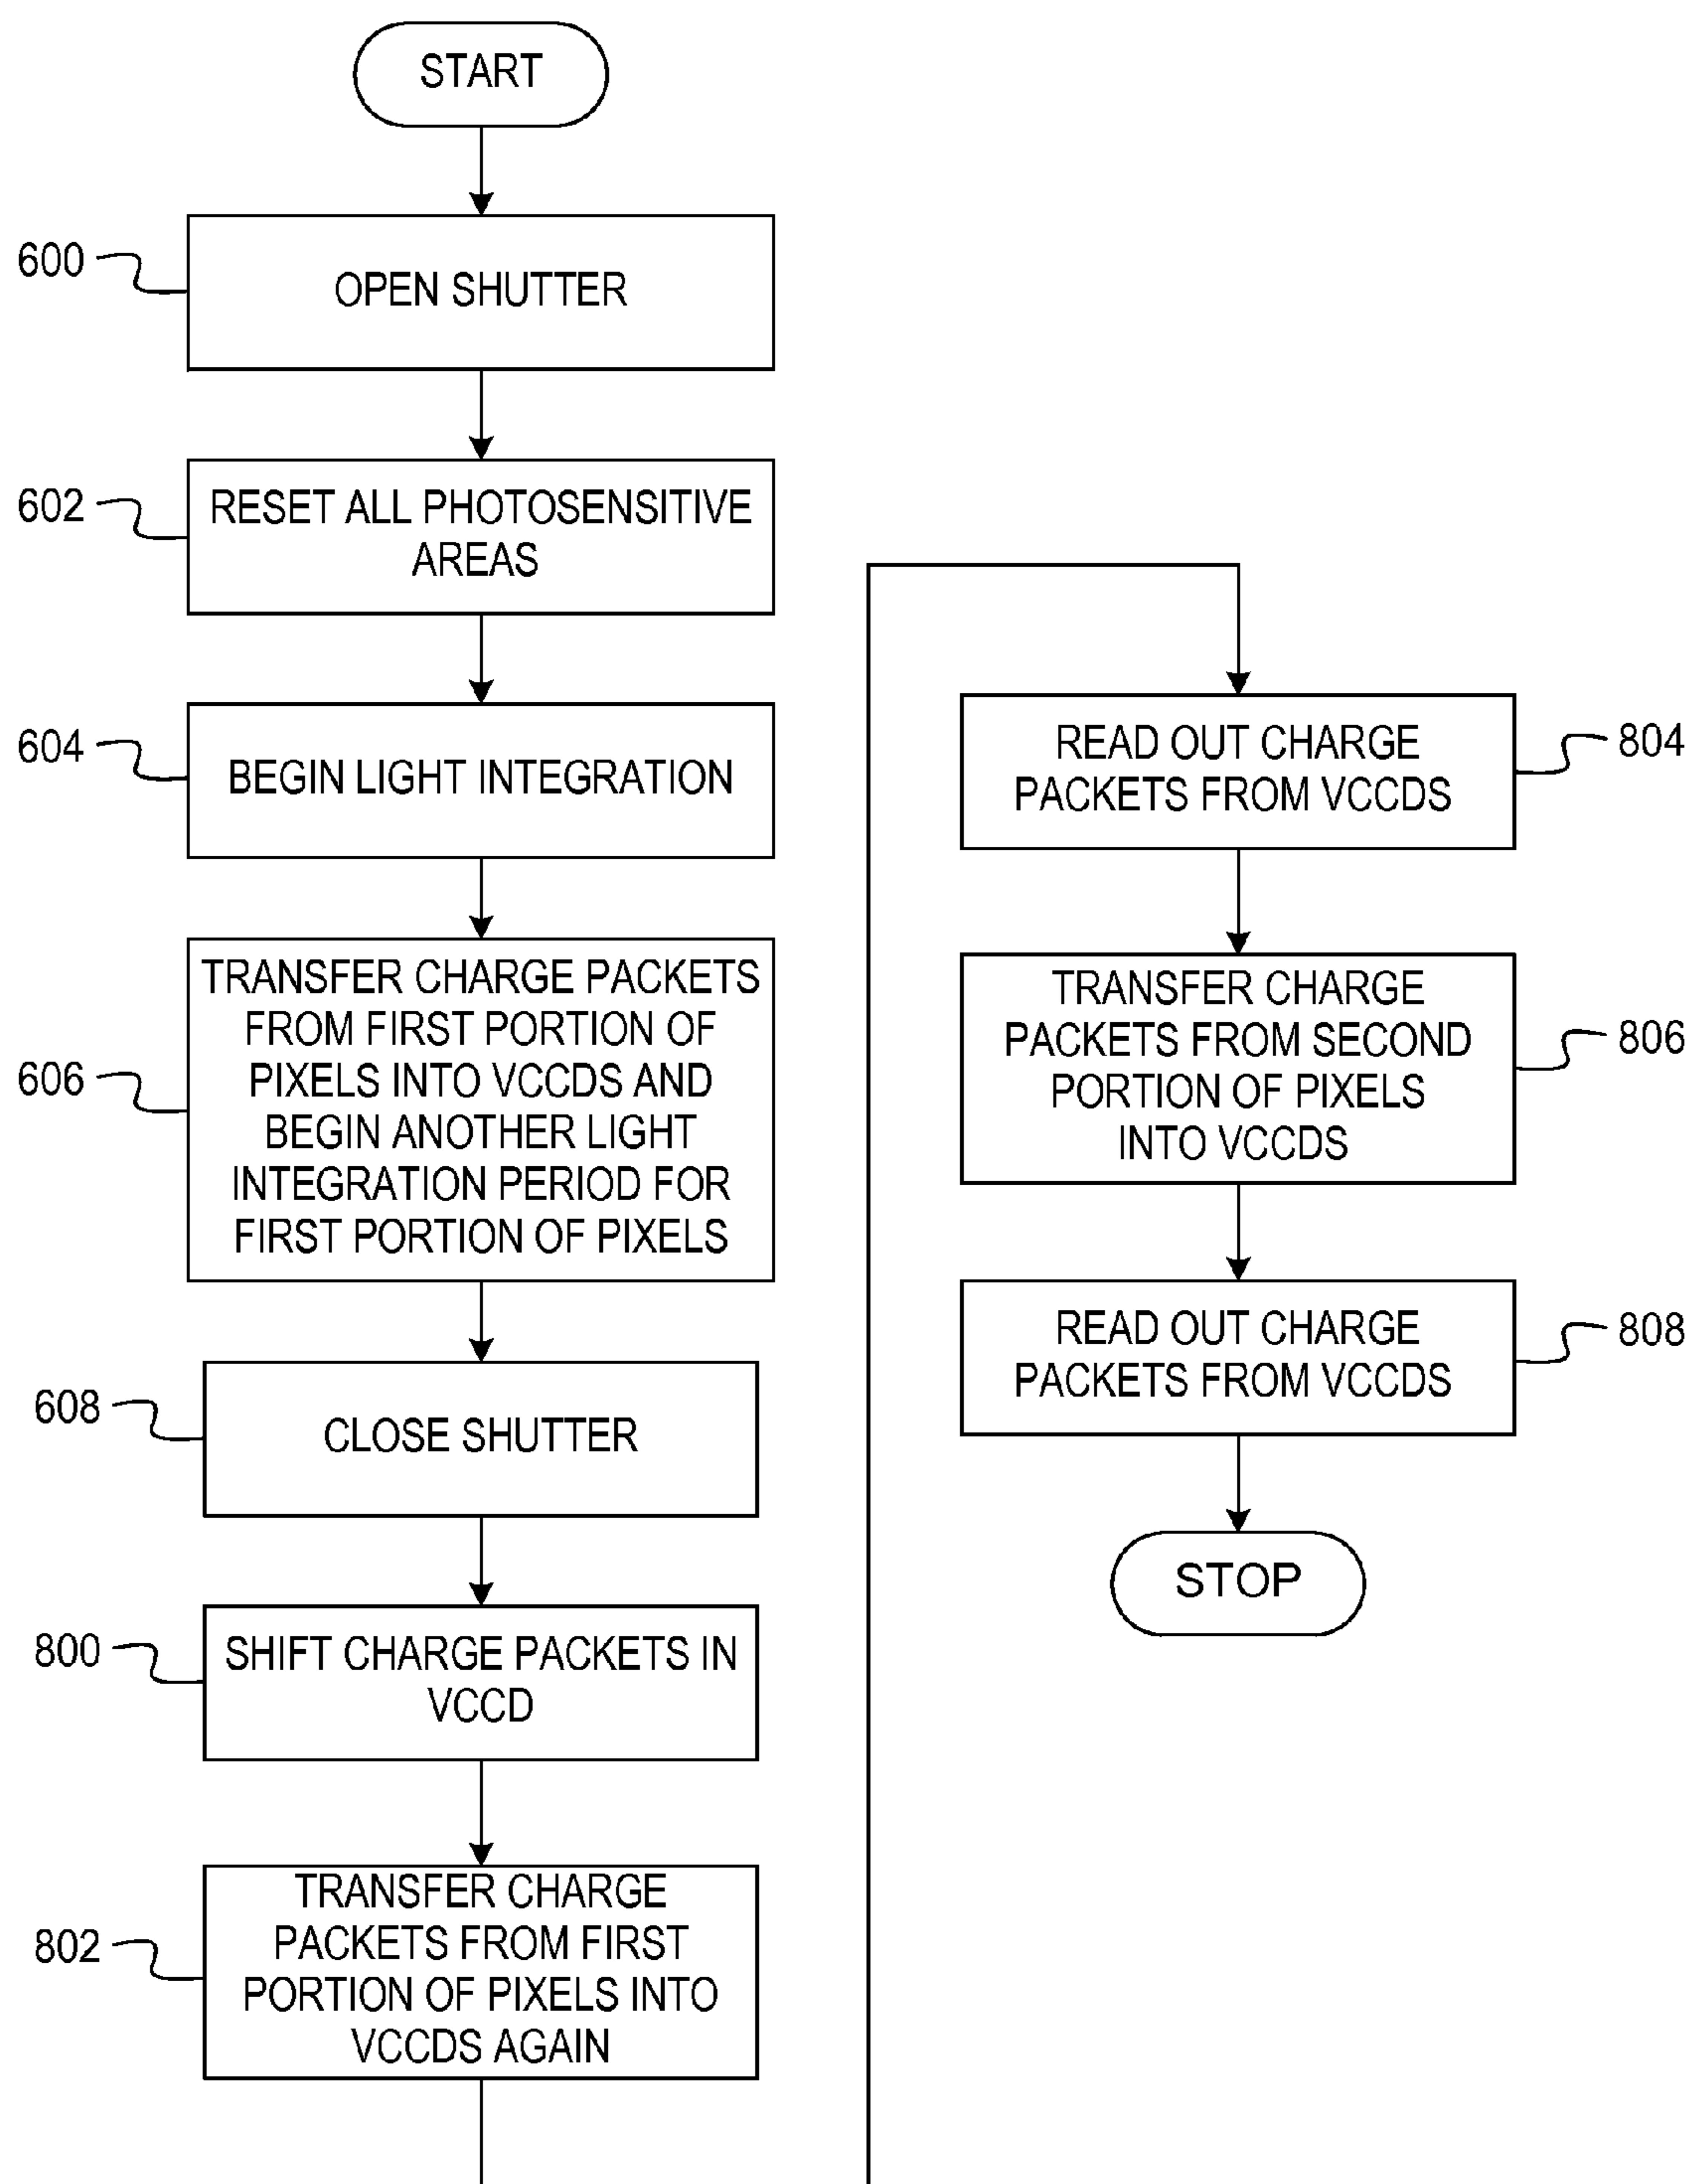 START
600
OPEN SHUTTER
602
RESET ALL PHOTOSENSITIVE
AREAS
604
BEGIN LIGHT INTEGRATION
606
TRANSFER CHARGE PACKETS
FROM FIRST PORTION OF
PIXELS INTO VCCDS AND
BEGIN ANOTHER LIGHT
INTEGRATION PERIOD FOR
FIRST PORTION OF PIXELS
608
CLOSE SHUTTER
800
SHIFT CHARGE PACKETS IN
VCCD
802
TRANSFER CHARGE
PACKETS FROM FIRST
PORTION OF PIXELS INTO
VCCDS AGAIN
READ OUT CHARGE
PACKETS FROM VCCDS
804
TRANSFER CHARGE
PACKETS FROM SECOND
PORTION OF PIXELS
INTO VCCDS
806
READ OUT CHARGE
PACKETS FROM VCCDS
808
STOP